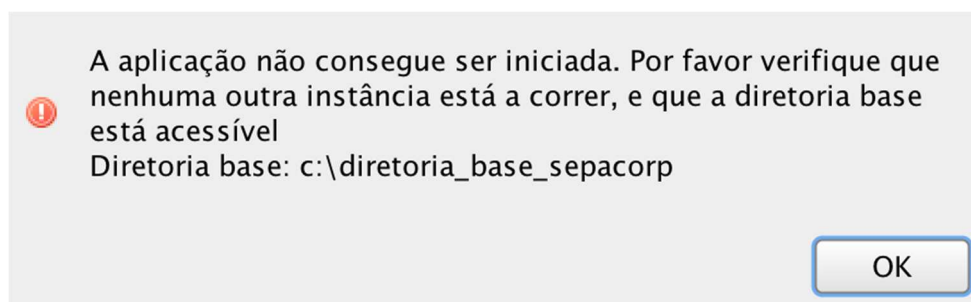 A aplicação não consegue ser iniciada. Por favor verifique que
nenhuma outra instância está a correr, e que a diretoria base
está acessível
Diretoria base: c:\diretoria_base_sepacorp
OK